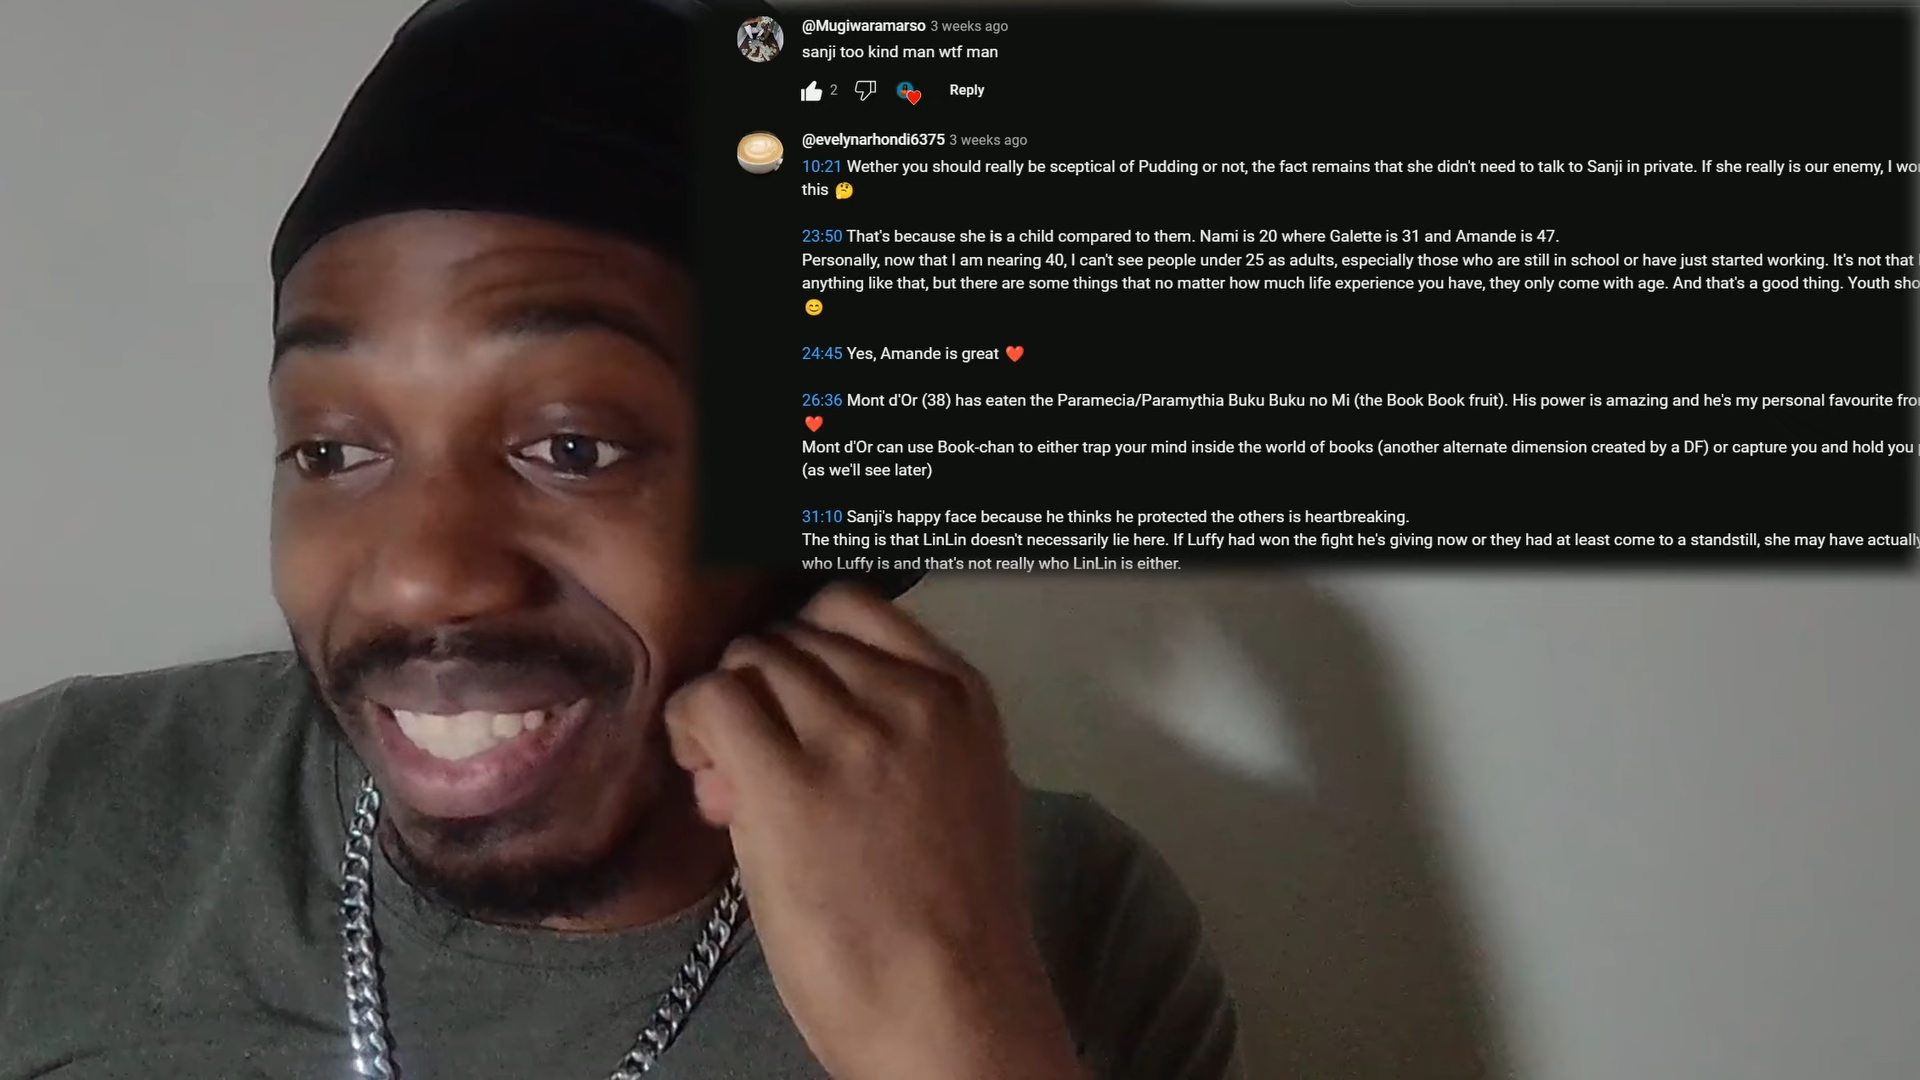 @Mugiwaramarso 3 weeks ago
sanji too kind man wtf man
2 Reply
@evelynarhondi6375 3 weeks ago
10:21 Wether you should really be sceptical of Pudding or not, the fact remains that she didn't need to talk to Sanji in private. If she really is our enemy, I
this 🤔
23:50 That's because she is a child compared to them. Nami is 20 where Galette is 31 and Amande is 47.
Personally, now that I am nearing 40, I can't see people under 25 as adults, especially those who are still in school or have just started working. It's not that
anything like that, but there are some things that no matter how much life experience you have, they only come with age. And that's a good thing. Youth
😊
24:45 Yes, Amande is great ❤️
26:36 Mont d'Or (38) has eaten the Paramecia/Paramythia Buku Buku no Mi (the Book Book fruit). His power is amazing and he's my personal favourite
❤️
Mont d'Or can use Book-chan to either trap your mind inside the world of books (another alternate dimension created by a DF) or capture you and hold you
(as we'll see later)
31:10 Sanji's happy face because he thinks he protected the others is heartbreaking.
The thing is that LinLin doesn't necessarily lie here. If Luffy had won the fight he's giving now or they had at least come to a standstill, she may have actually
who Luffy is and that's not really who LinLin is either.